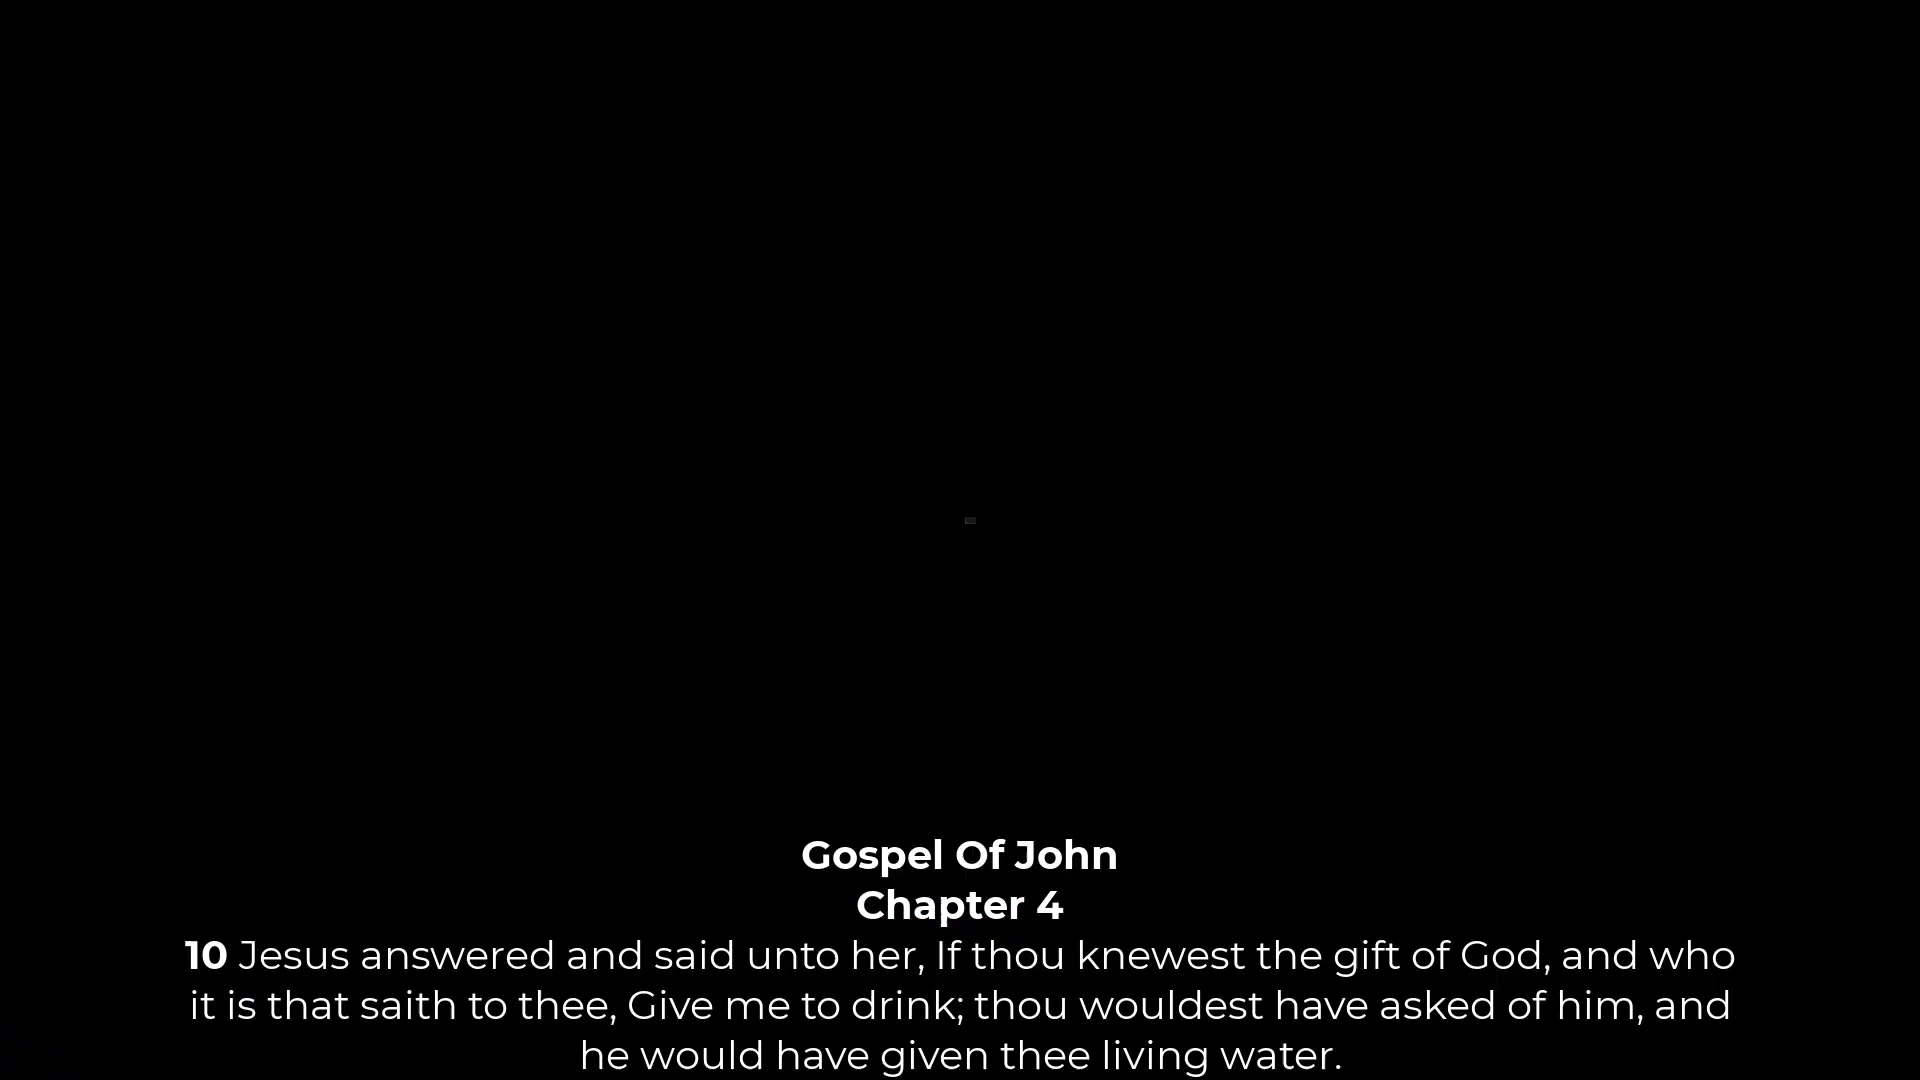 Gospel Of John
Chapter 4
10 Jesus answered and said unto her, If thou knewest the gift of God, and who
it is that saith to thee, Give me to drink; thou wouldest have asked of him, and
he would have given thee living water.